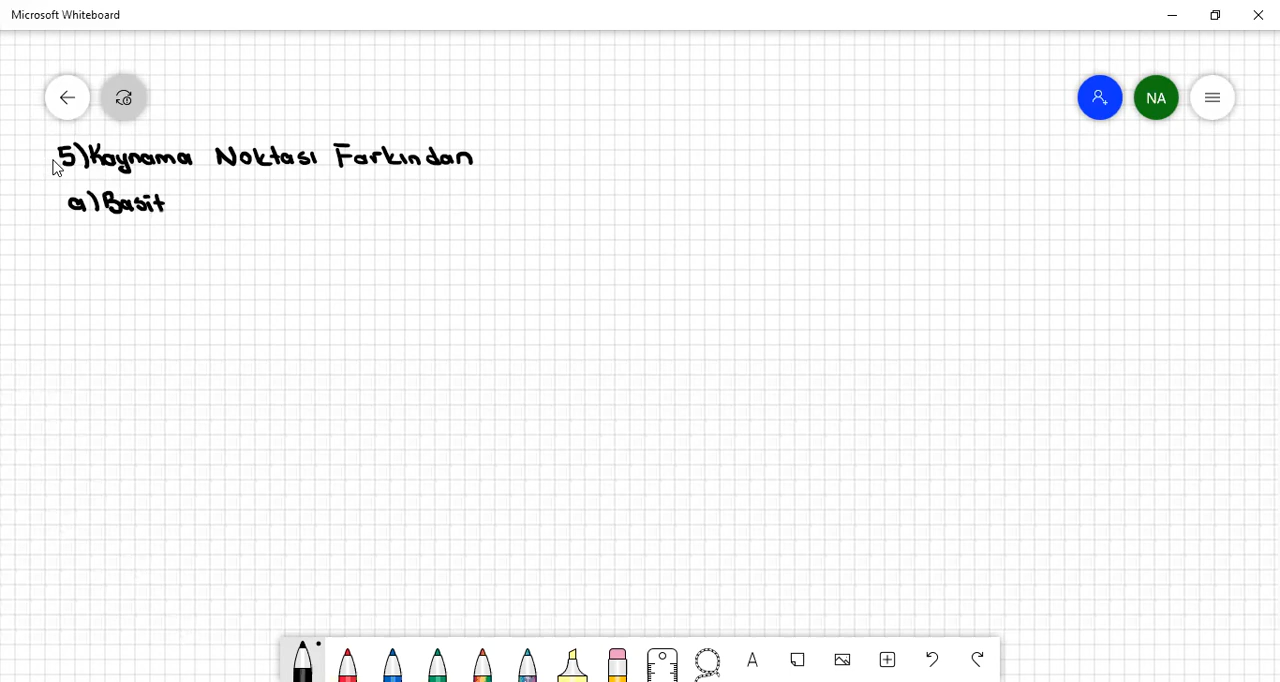 Microsoft Whiteboard
NA
5)Kaynama Noktası Farkından
a)Basit
A